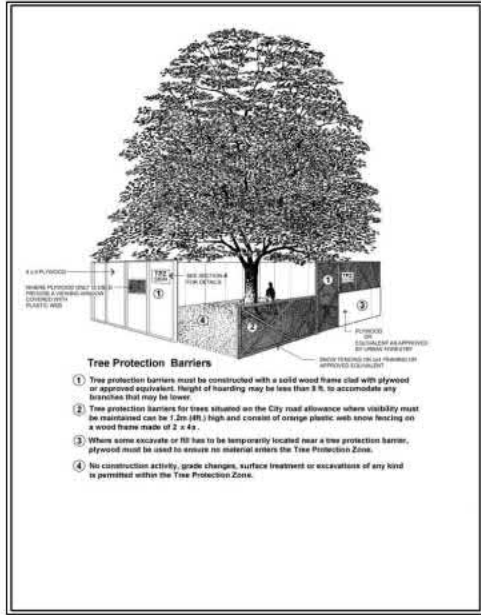 4 x 8 PLYWOOD
WHERE PLYWOOD ONLY IS USED
PROVIDE A VIEWING WINDOW
COVERED WITH
PLASTIC WEB
TPZ
SIGN
SEE SECTION
FOR DETAILS
1
4
2
1
TPZ
3
PLYWOOD
OR
EQUIVALENT AS APPROVED
BY URBAN FORESTRY
SNOW FENCING ON 2x4 FRAMING OR
APPROVED EQUIVALENT
Tree Protection Barriers
1 Tree protection barriers must be constructed with a solid wood frame clad with plywood
or approved equivalent. Height of hoarding may be less than 8 ft. to accomodate any
branches that may be lower.
2 Tree protection barriers for trees situated on the City road allowance where visibility must
be maintained can be 1.2m (4ft.) high and consist of orange plastic web snow fencing on
a wood frame made of 2 x 4s.
3 Where some excavate or fill has to be temporarily located near a tree protection barrier,
plywood must be used to ensure no material enters the Tree Protection Zone.
4 No construction activity, grade changes, surface treatment or excavations of any kind
is permitted within the Tree Protection Zone.